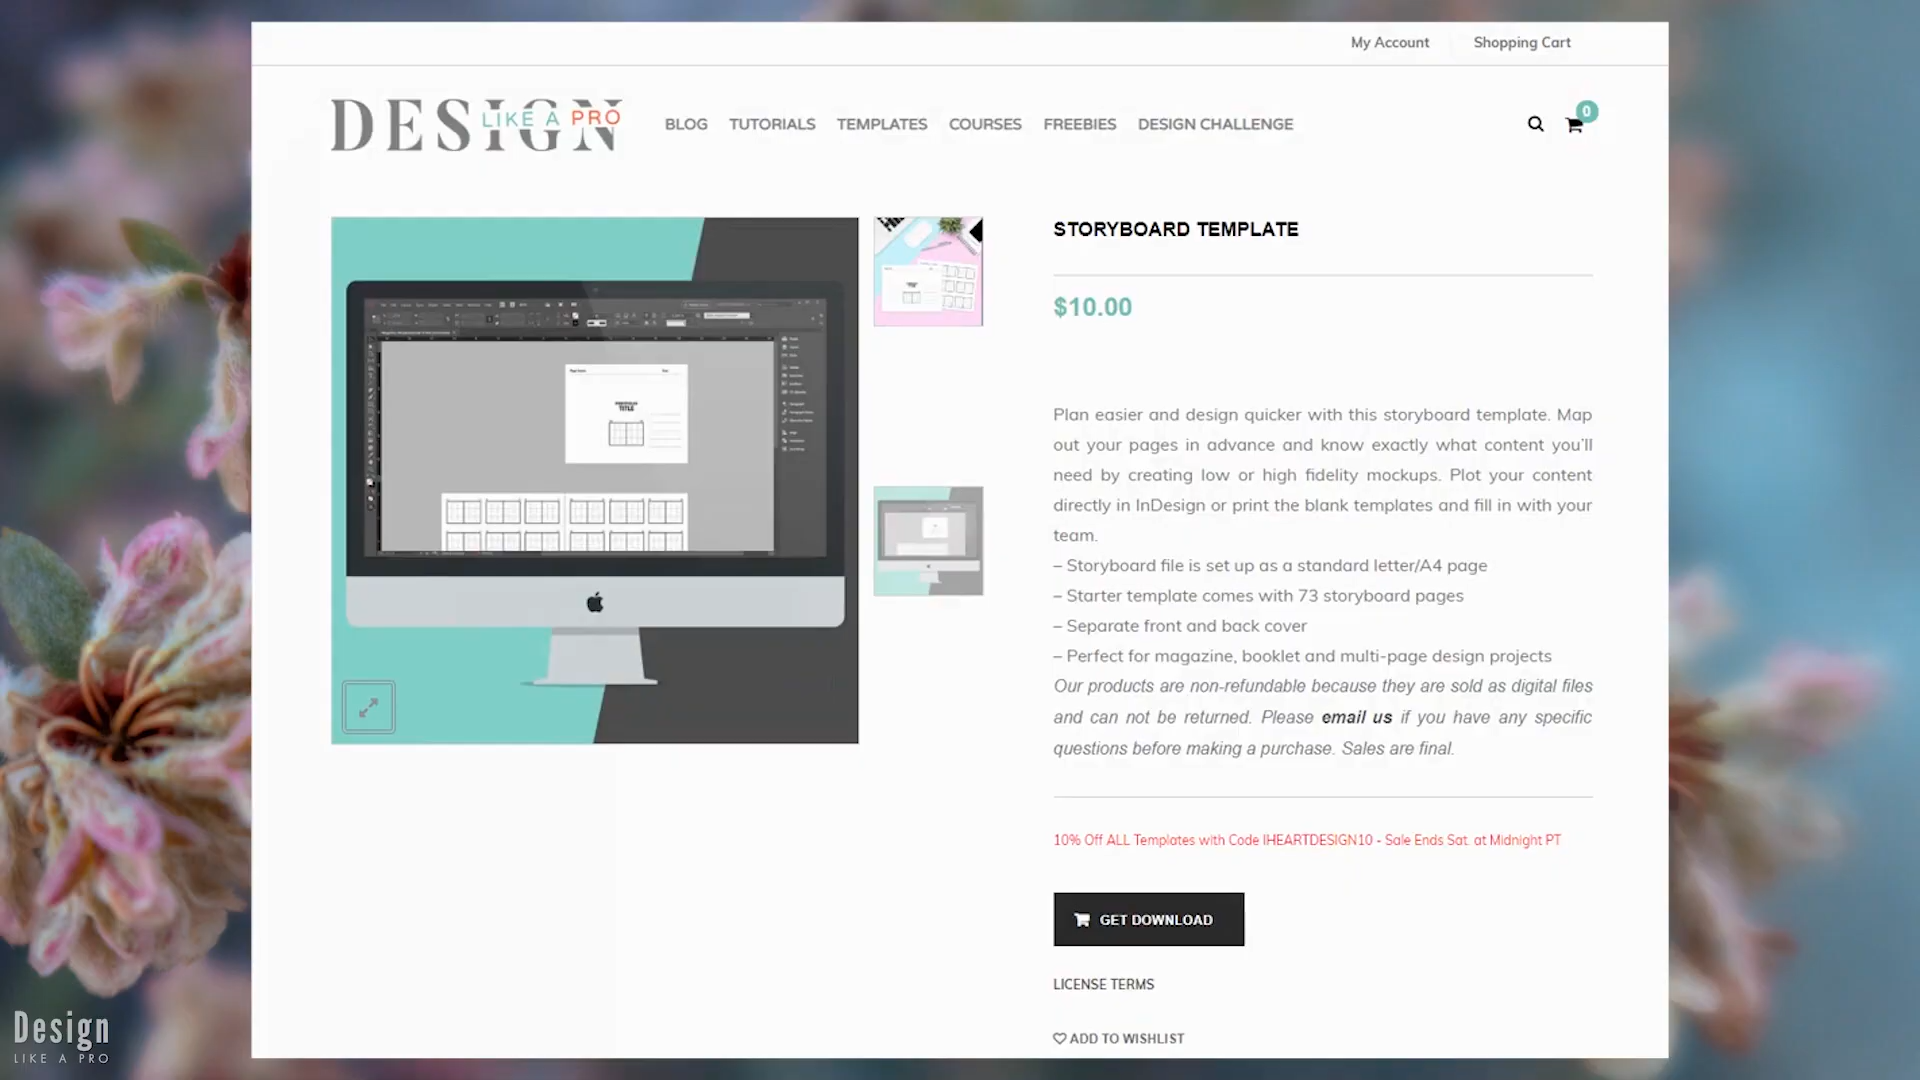 My Account Shopping Cart
DESIGN LIKE A PRO
BLOG TUTORIALS TEMPLATES COURSES FREEBIES DESIGN CHALLENGE
0
STORYBOARD TEMPLATE
$10.00
TITLE
Plan easier and design quicker with this storyboard template. Map
out your pages in advance and know exactly what content you'll
need by creating low or high fidelity mockups. Plot your content
directly in InDesign or print the blank templates and fill in with your
team.
– Storyboard file is set up as a standard letter/A4 page
– Starter template comes with 73 storyboard pages
– Separate front and back cover
– Perfect for magazine, booklet and multi-page design projects
Our products are non-refundable because they are sold as digital files
and can not be returned. Please email us if you have any specific
questions before making a purchase. Sales are final.
10% Off ALL Templates with Code IHEARTDESIGN10 - Sale Ends Sat. at Midnight PT
GET DOWNLOAD
LICENSE TERMS
ADD TO WISHLIST
Design
LIKE A PRO